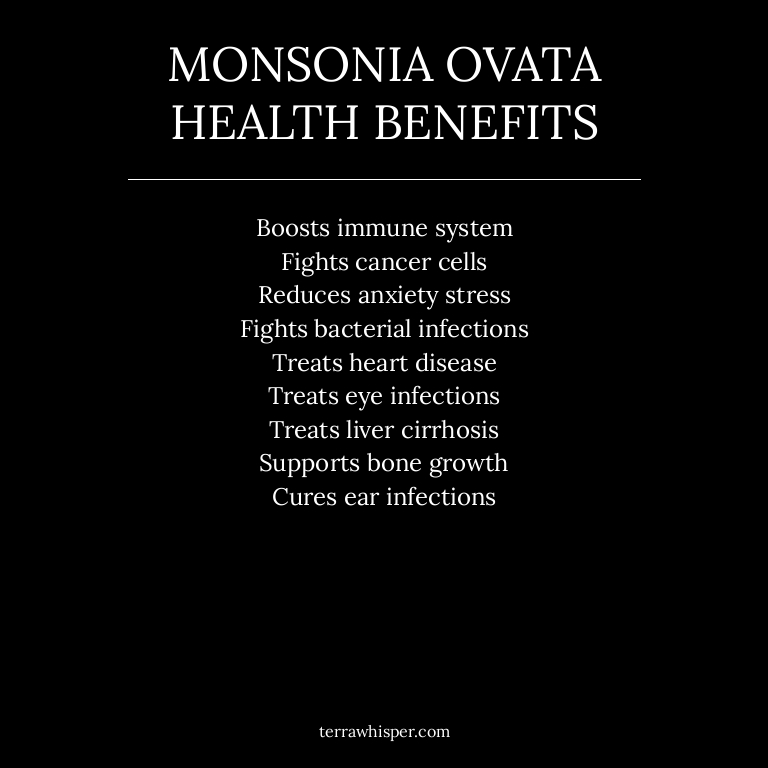 MONSONIA OVATA
HEALTH BENEFITS
Boosts immune system
Fights cancer cells
Reduces anxiety stress
Fights bacterial infections
Treats heart disease
Treats eye infections
Treats liver cirrhosis
Supports bone growth
Cures ear infections
terrawhisper.com